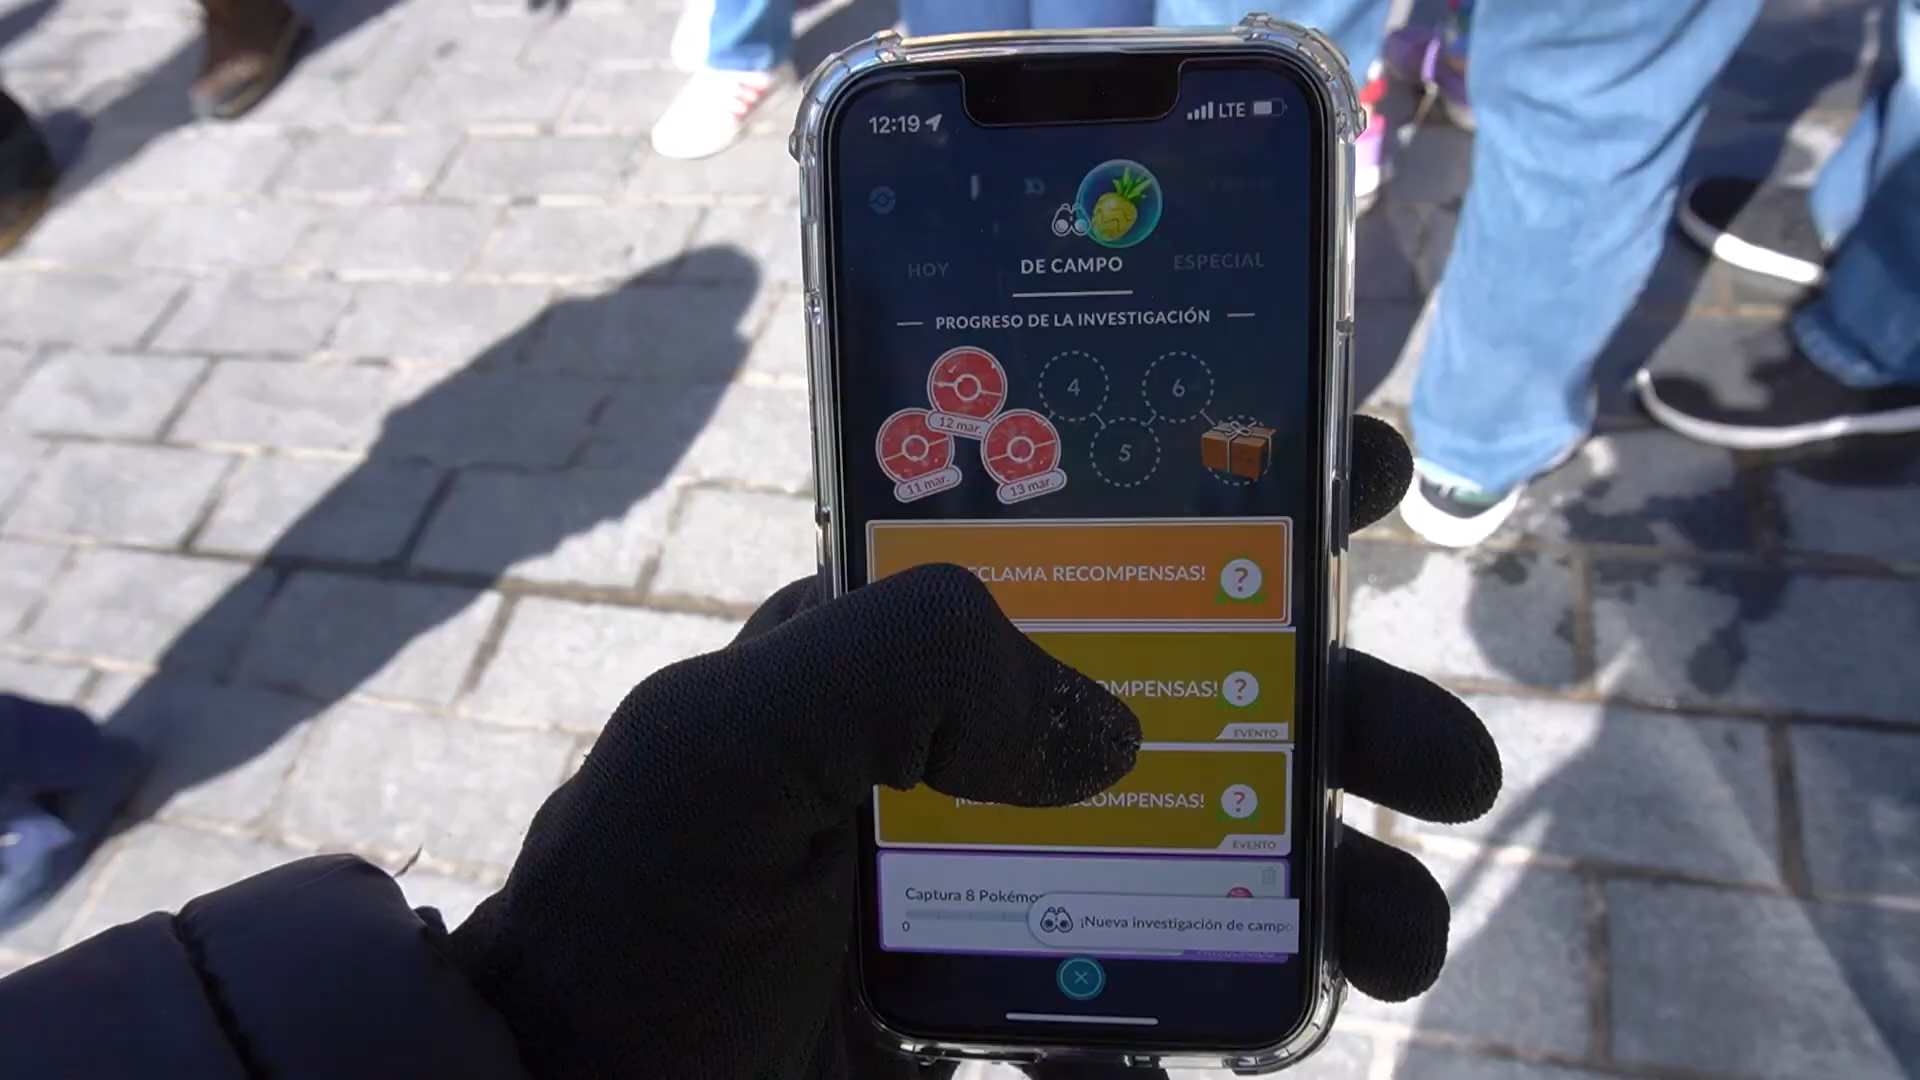 12:19
LTE
HOY
DE CAMPO
ESPECIAL
PROGRESO DE LA INVESTIGACIÓN
4
6
12 mar.
5
11 mar.
13 mar.
ECLAMA RECOMPENSAS!
?
OMPENSAS!
?
EVENTO
COMPENSAS!
?
EVENTO
Captura 8 Pokémo
0
¡Nueva investigación de campo